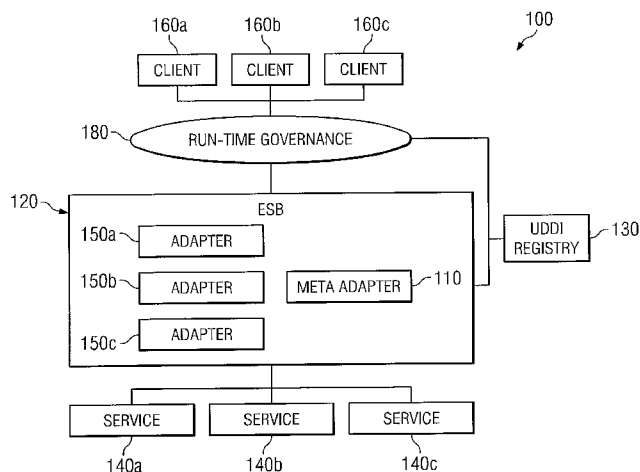 160a 160b 160c
100
CLIENT CLIENT CLIENT
180
RUN-TIME GOVERNANCE
120
ESB
150a
ADAPTER
UDDI
REGISTRY
130
150b
ADAPTER
META ADAPTER
110
150c
ADAPTER
SERVICE SERVICE SERVICE
140a 140b 140c